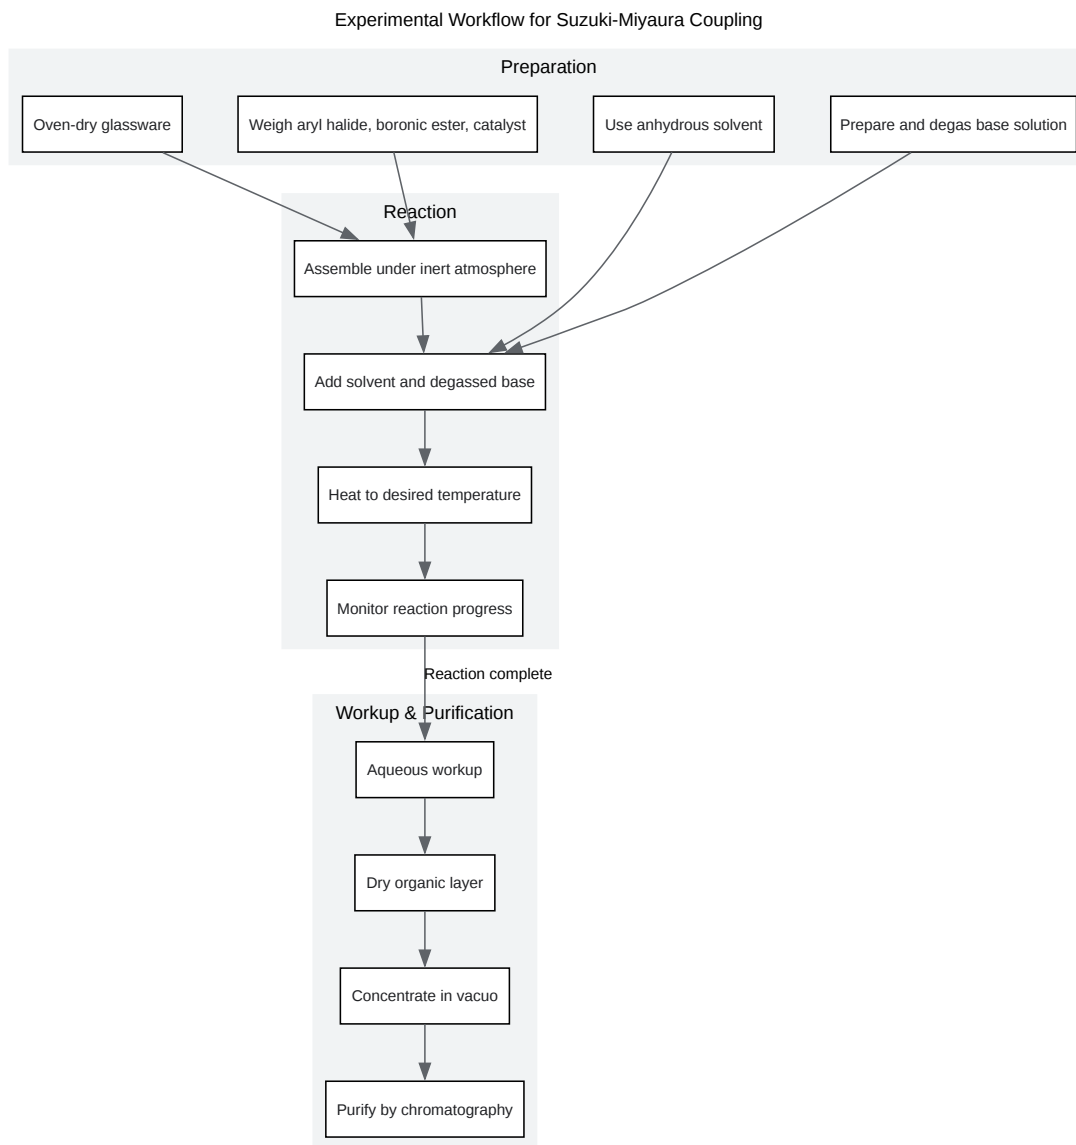 Experimental Workflow for Suzuki-Miyaura Coupling
Preparation
Oven-dry glassware
Weigh aryl halide, boronic ester, catalyst
Use anhydrous solvent
Prepare and degas base solution
Reaction
Assemble under inert atmosphere
Add solvent and degassed base
Heat to desired temperature
Monitor reaction progress
Reaction complete
Workup & Purification
Aqueous workup
Dry organic layer
Concentrate in vacuo
Purify by chromatography